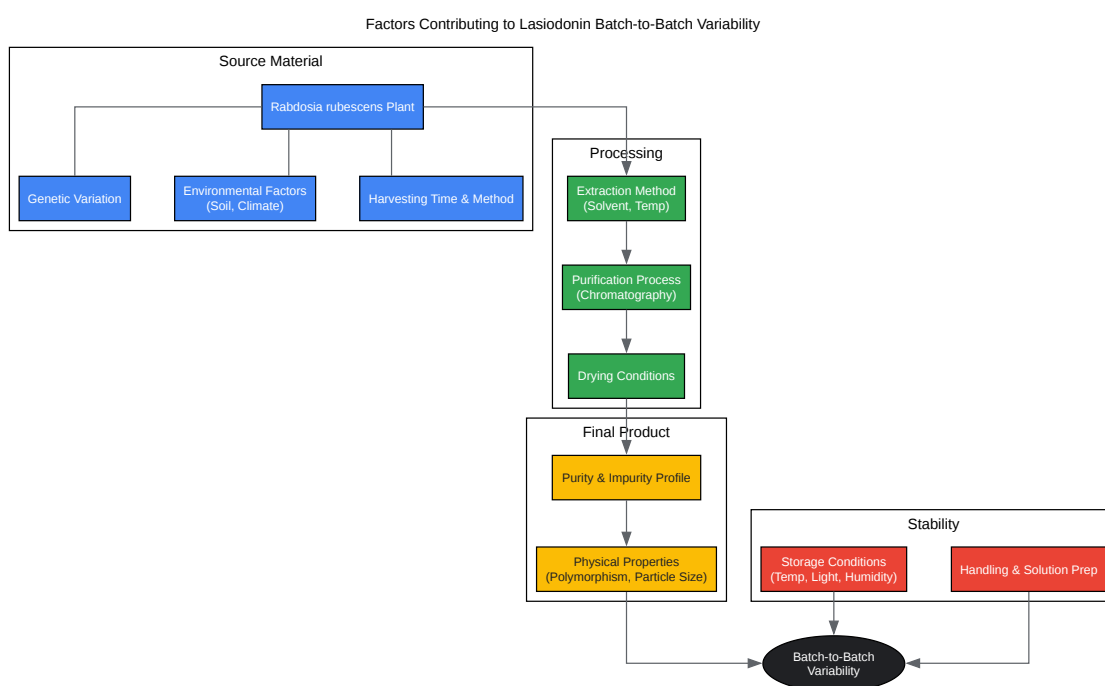 Factors Contributing to Lasiodonin Batch-to-Batch Variability
Source Material
Rabdosia rubescens Plant
Genetic Variation
Environmental Factors
(Soil, Climate)
Harvesting Time & Method
Processing
Extraction Method
(Solvent, Temp)
Purification Process
(Chromatography)
Drying Conditions
Final Product
Purity & Impurity Profile
Physical Properties
(Polymorphism, Particle Size)
Stability
Storage Conditions
(Temp, Light, Humidity)
Handling & Solution Prep
Batch-to-Batch
Variability